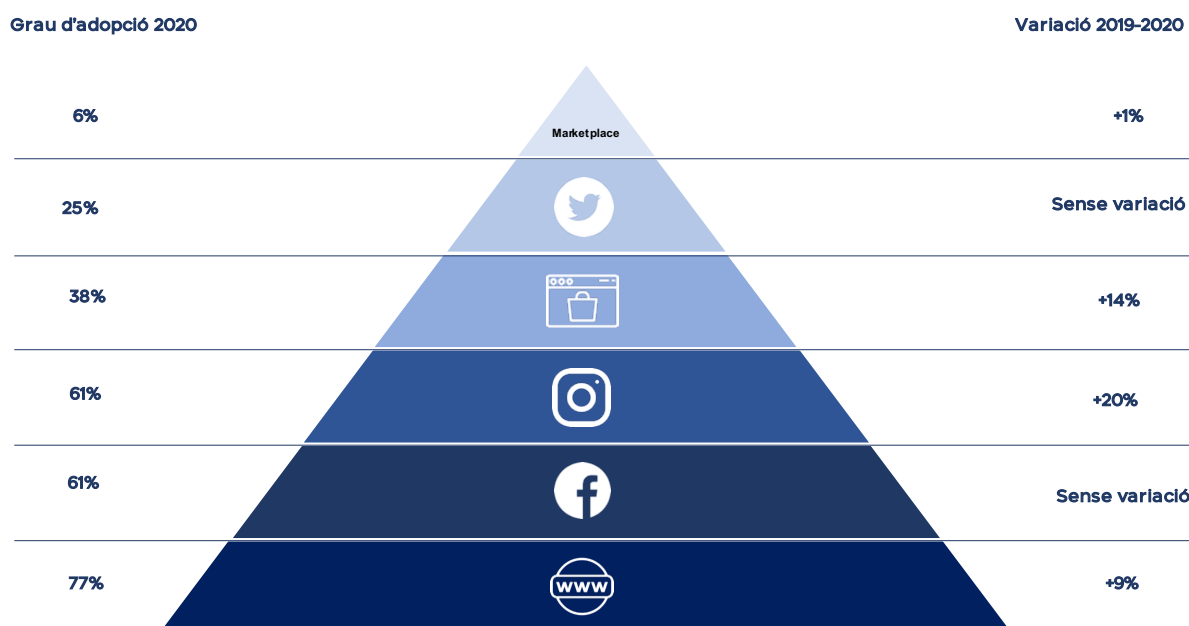 Grau d'adopció 2020
Variació 2019-2020
6%
Marketplace
+1%
25%
Sense variació
38%
+14%
61%
+20%
61%
Sense variació
77%
WWW
+9%